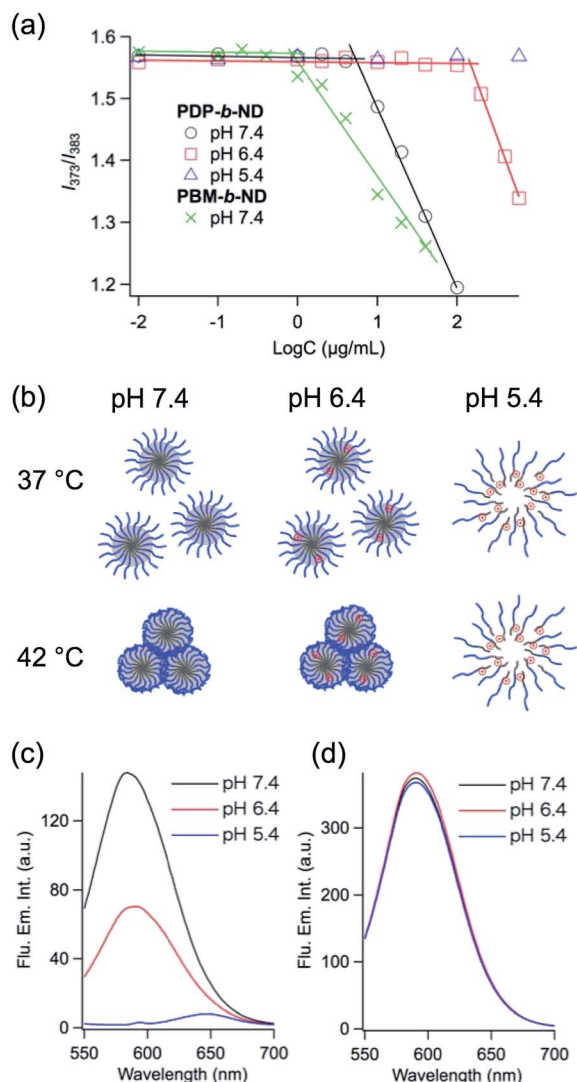 (a)
1.6
1.5
1.4
1.3
1.2
I373/I383
PDP-b-ND
pH 7.4
pH 6.4
pH 5.4
PBM-b-ND
pH 7.4
-2
-1
0
1
2
LogC (µg/mL)
(b)
pH 7.4
pH 6.4
pH 5.4
37 °C
42 °C
(c)
120
80
40
0
Flu. Em. Int. (a.u.)
pH 7.4
pH 6.4
pH 5.4
550
600
650
700
Wavelength (nm)
(d)
300
200
100
0
Flu. Em. Int. (a.u.)
pH 7.4
pH 6.4
pH 5.4
550
600
650
700
Wavelength (nm)